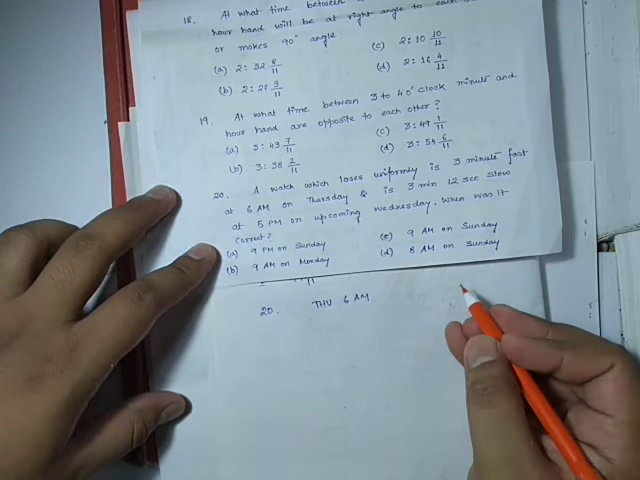 18. At what time between
hour hand will be at right angle to each
or makes 90° angle
(a) 2: 32 8/11 (c) 2: 10 10/11
(b) 2: 27 3/11 (d) 2: 16 4/11
19. At what time between 3 to 4 o'clock minute and
hour hand are opposite to each other?
(a) 3: 43 7/11 (c) 3: 49 1/11
(b) 3: 38 2/11 (d) 3: 54 6/11
20. A watch which loses uniformly is 3 minute fast
at 6 AM on Thursday & is 3 min 12 sec slow
at 5 PM on upcoming wednesday. When was it
correct?
(a) 9 PM on Sunday (c) 9 AM on Sunday
(b) 9 AM on Monday (d) 8 AM on Sunday
20. THU 6 AM